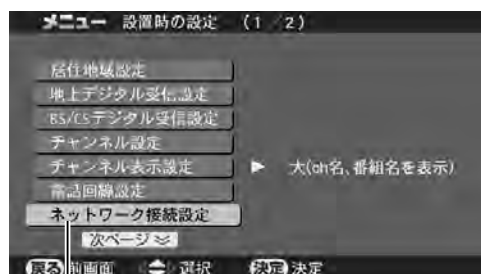 メニュー 設置時の設定 (1/2)
居住地域設定
地上デジタル受信設定
BS/CSデジタル受信設定
チャンネル設定
チャンネル表示設定 ▶ 大(ch名、番組名を表示)
電話回線設定
ネットワーク接続設定
次ページ
戻る 前画面 選択 決定 決定